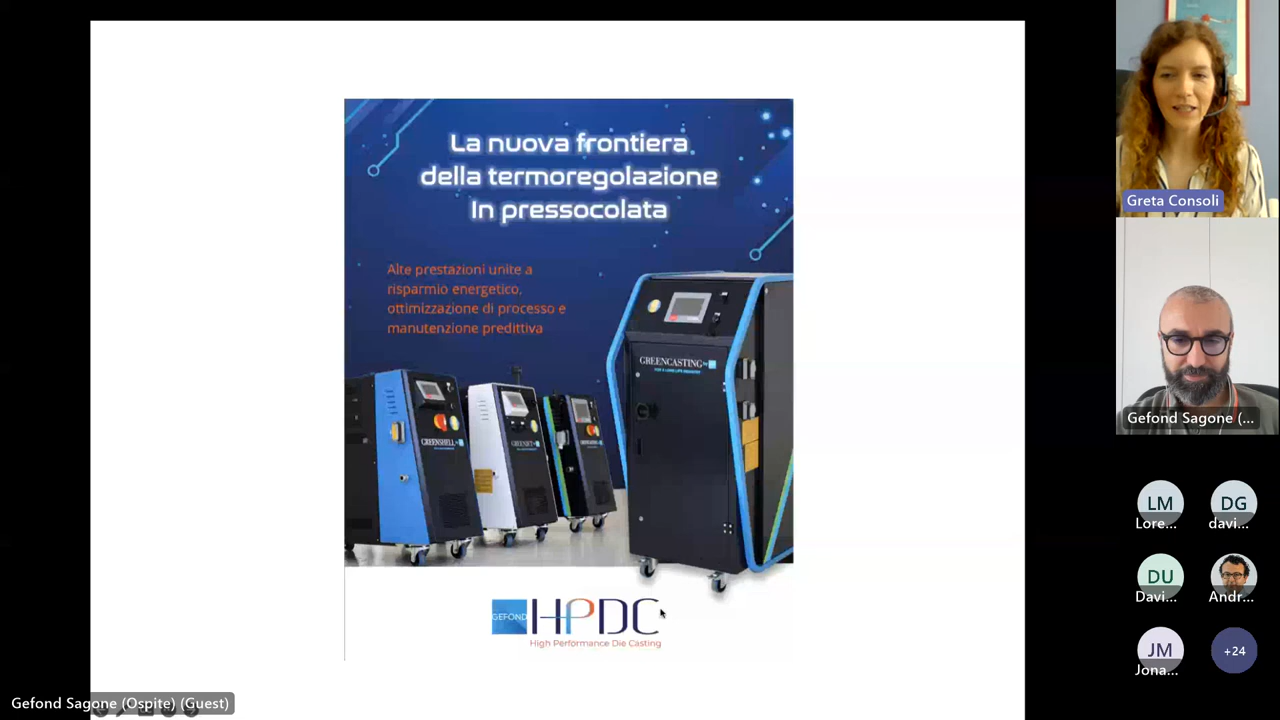 La nuova frontiera
della termoregolazione
In pressocolata
Alte prestazioni unite a
risparmio energetico,
ottimizzazione di processo e
manutenzione predittiva
GREENCASTING
GREENSHELL
GEFOND
HPDC
High Performance Die Casting
Greta Consoli
Gefond Sagone (...
LM
Lore...
DG
davi...
DU
Davi...
Andr...
JM
Jona...
+24
Gefond Sagone (Ospite) (Guest)